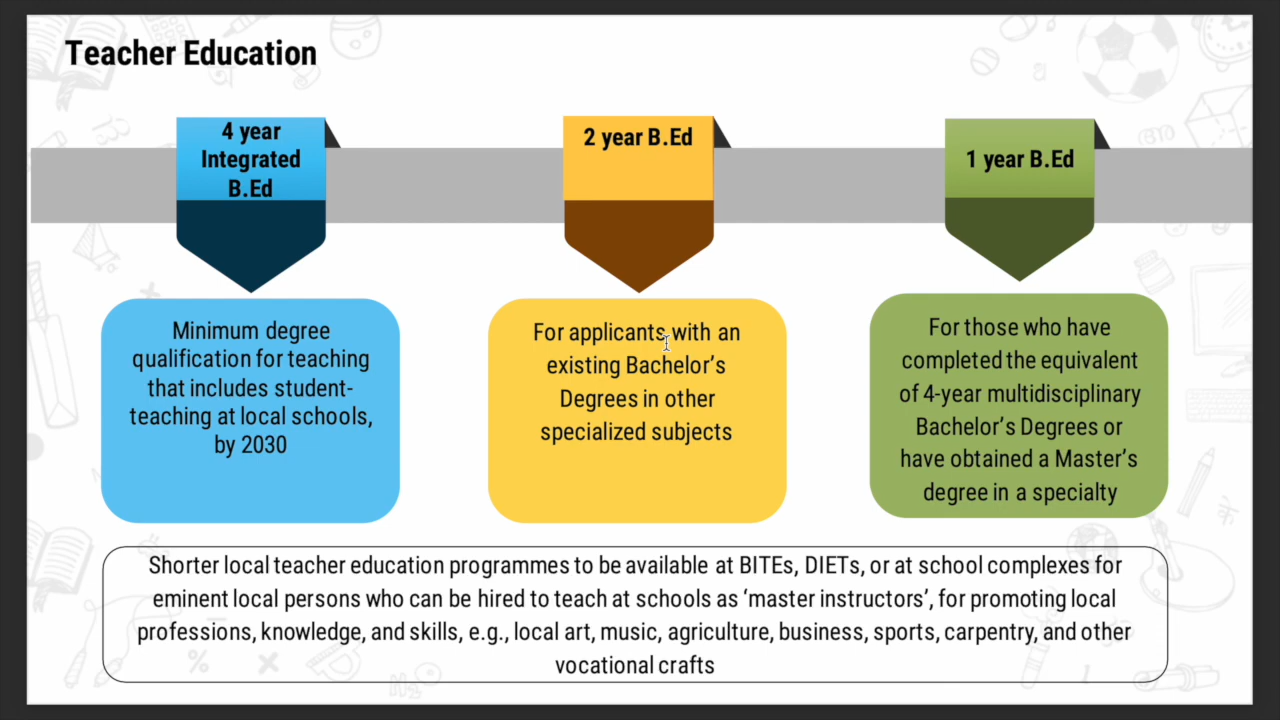 Teacher Education
4 year
Integrated
B.Ed
2 year B.Ed
1 year B.Ed
Minimum degree
qualification for teaching
that includes student-
teaching at local schools,
by 2030
For applicants with an
existing Bachelor’s
Degrees in other
specialized subjects
For those who have
completed the equivalent
of 4-year multidisciplinary
Bachelor’s Degrees or
have obtained a Master’s
degree in a specialty
Shorter local teacher education programmes to be available at BITEs, DIETs, or at school complexes for
eminent local persons who can be hired to teach at schools as ‘master instructors’, for promoting local
professions, knowledge, and skills, e.g., local art, music, agriculture, business, sports, carpentry, and other
vocational crafts
H₂O